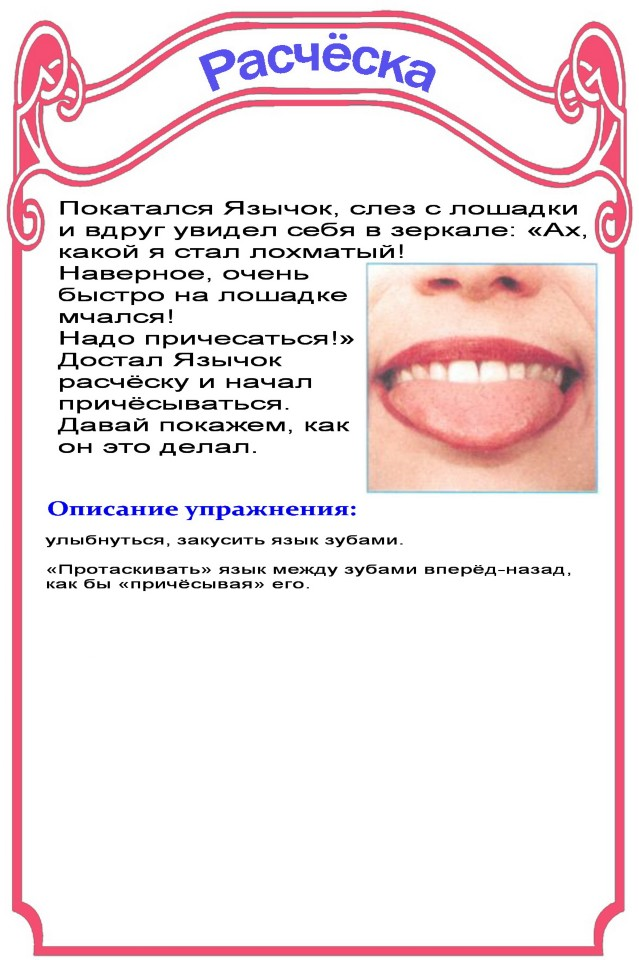 Расчёска
Покатался Язычок, слез с лошадки
и вдруг увидел себя в зеркале: «Ах,
какой я стал лохматый!
Наверное, очень
быстро на лошадке
мчался!
Надо причесаться!»
Достал Язычок
расчёску и начал
причёсываться.
Давай покажем, как
он это делал.
Описание упражнения:
улыбнуться, закусить язык зубами.
«Протаскивать» язык между зубами вперёд-назад,
как бы «причёсывая» его.